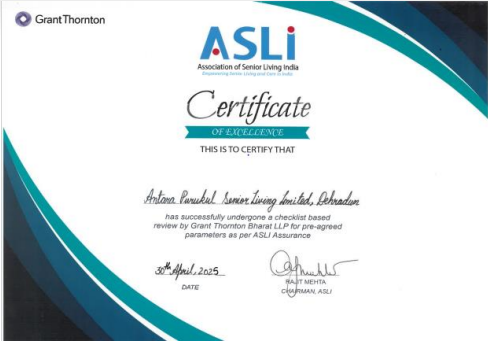 Grant Thornton
ASLI
Association of Senior Living India
Empowering Senior Living and Care in India
Certificate
OF EXCELLENCE
THIS IS TO CERTIFY THAT
Antara Purukul Senior Living Limited, Dehradun
has successfully undergone a checklist based
review by Grant Thornton Bharat LLP for pre-agreed
parameters as per ASLI Assurance
30th April, 2025
DATE
RAJIT MEHTA
CHAIRMAN, ASLI